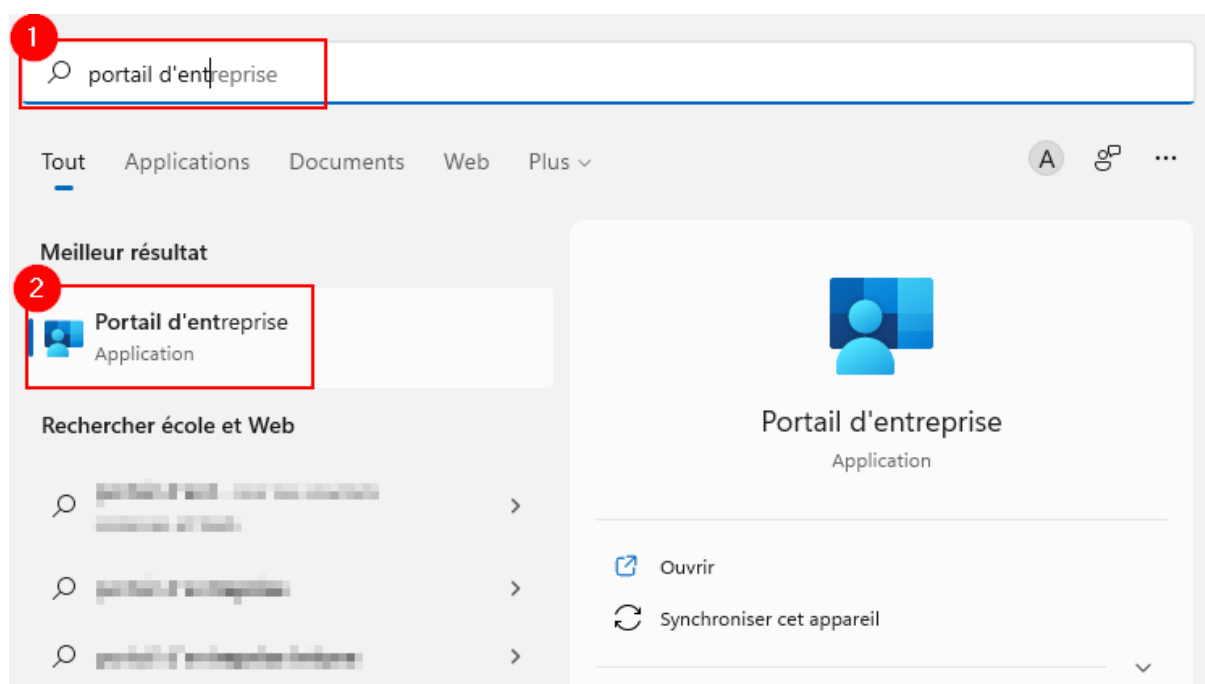 1
portail d'entreprise
Tout Applications Documents Web Plus
A
Meilleur résultat
2
Portail d'entreprise
Application
Rechercher école et Web
Portail d'entreprise
Application
Ouvrir
Synchroniser cet appareil